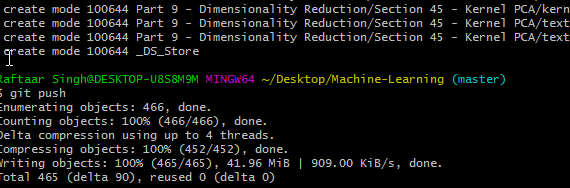 create mode 100644 Part 9 - Dimensionality Reduction/Section 45 - Kernel PCA/kern
create mode 100644 Part 9 - Dimensionality Reduction/Section 45 - Kernel PCA/text
create mode 100644 Part 9 - Dimensionality Reduction/Section 45 - Kernel PCA/text
create mode 100644 _DS_Store
Raftaar Singh@DESKTOP-U8S8M9M MINGW64 ~/Desktop/Machine-Learning (master)
$ git push
Enumerating objects: 466, done.
Counting objects: 100% (466/466), done.
Delta compression using up to 4 threads.
Compressing objects: 100% (452/452), done.
Writing objects: 100% (465/465), 41.96 MiB | 909.00 KiB/s, done.
Total 465 (delta 90), reused 0 (delta 0)